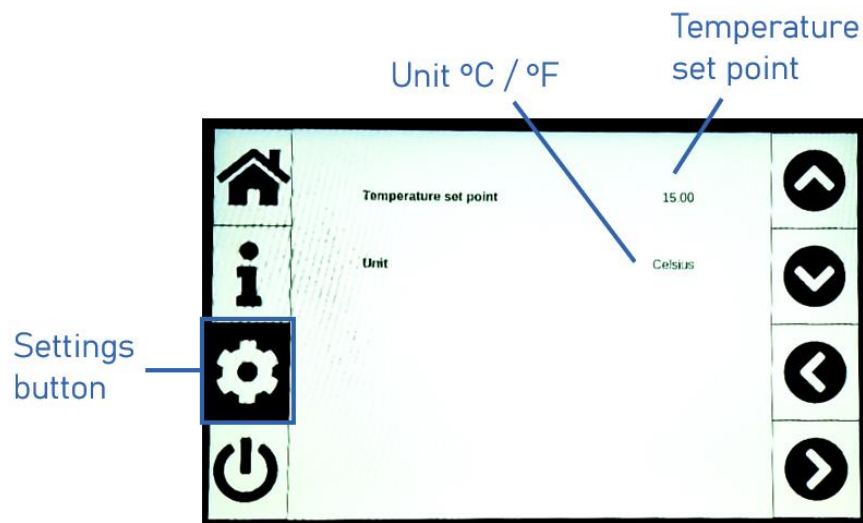 Temperature
set point
Unit °C / °F
Temperature set point 15.00
Unit Celsius
Settings
button